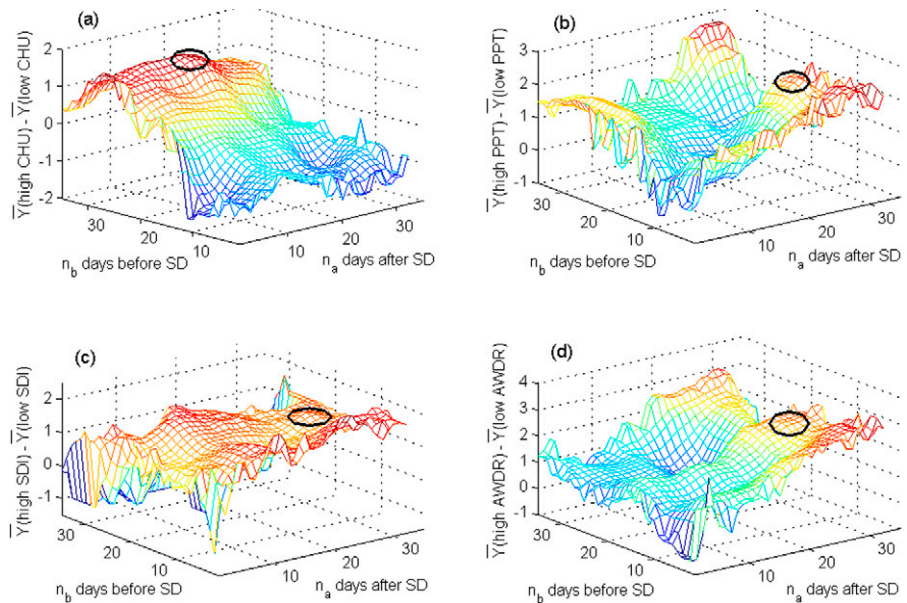 (a)
Y̅(high CHU) - Y̅(low CHU)
2
1
0
-1
-2
30
20
10
n_b days before SD
10
20
30
n_a days after SD
(b)
Y̅(high PPT) - Y̅(low PPT)
3
2
1
0
-1
30
20
10
n_b days before SD
10
20
30
n_a days after SD
(c)
Y̅(high SDI) - Y̅(low SDI)
2
1
0
-1
30
20
10
n_b days before SD
10
20
30
n_a days after SD
(d)
Y̅(high AWDR) - Y̅(low AWDR)
4
3
2
1
0
-1
30
20
10
n_b days before SD
10
20
30
n_a days after SD